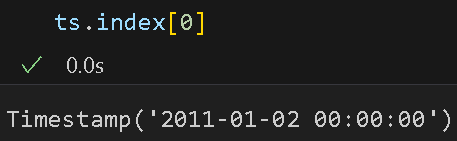 ts.index[0]
✓ 0.0s
Timestamp('2011-01-02 00:00:00')